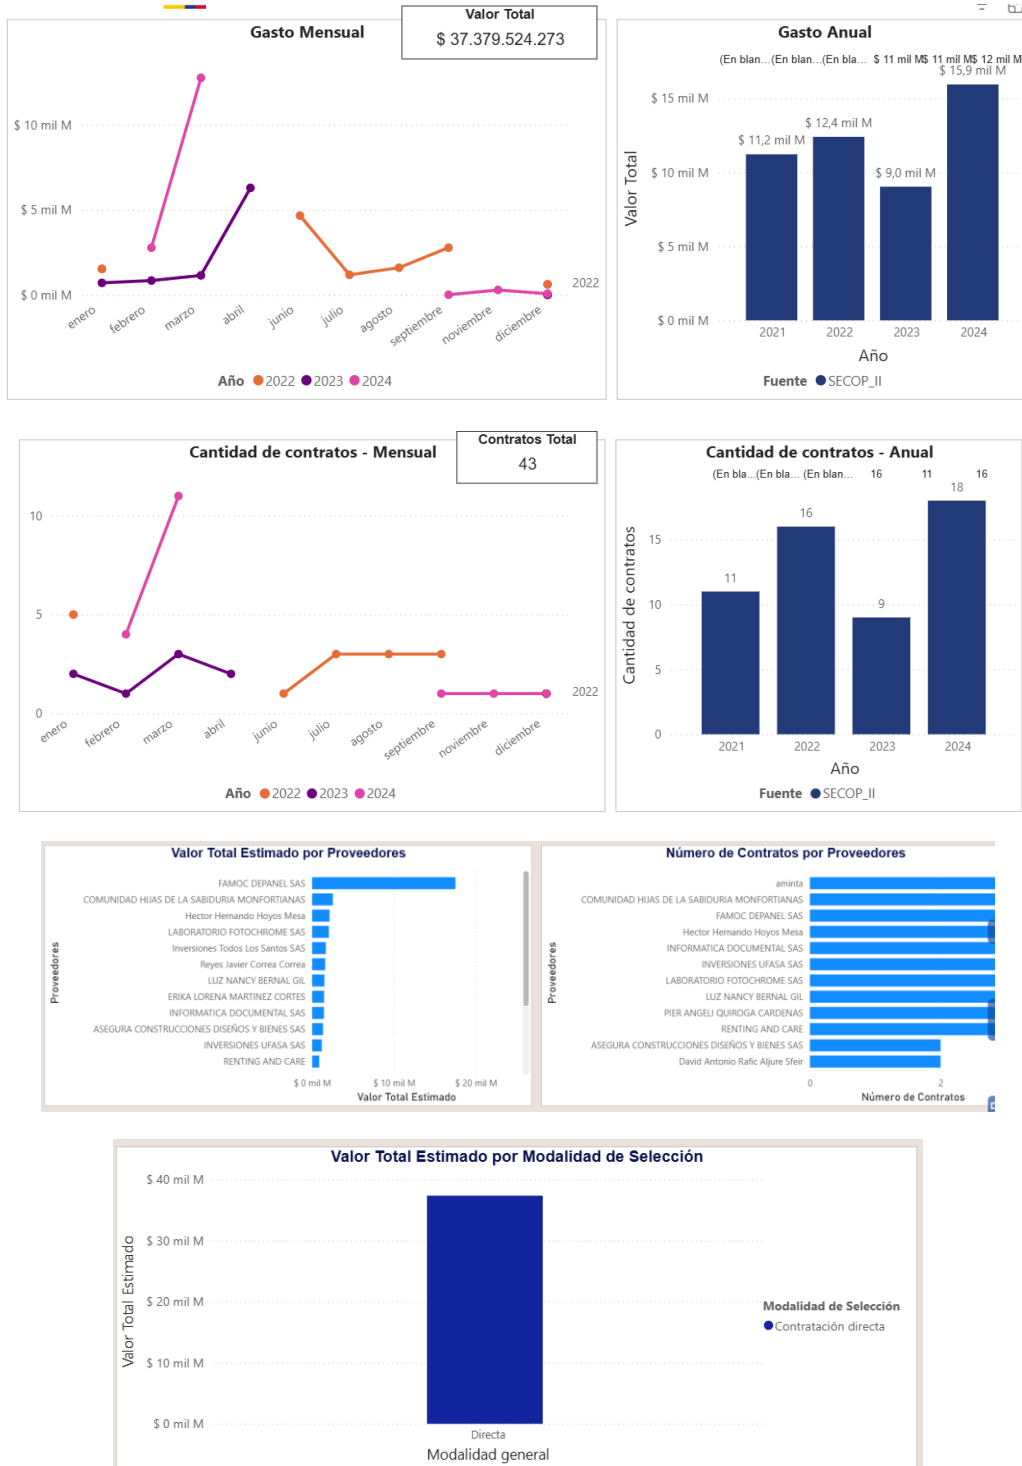 Valor Total
$ 37.379.524.273
Gasto Mensual
$ 10 mil M
$ 5 mil M
$ 0 mil M
2022
enero
febrero
marzo
abril
junio
julio
agosto
septiembre
noviembre
diciembre
Año 2022 2023 2024
Gasto Anual
(En blan... (En blan... (En bla... $ 11 mil M $ 11 mil M $ 12 mil M
$ 15,9 mil M
$ 15 mil M
$ 12,4 mil M
$ 11,2 mil M
$ 10 mil M
$ 9,0 mil M
$ 5 mil M
$ 0 mil M
Valor Total
2021 2022 2023 2024
Año
Fuente SECOP_II
Contratos Total
43
Cantidad de contratos - Mensual
10
5
0
2022
enero
febrero
marzo
abril
junio
julio
agosto
septiembre
noviembre
diciembre
Año 2022 2023 2024
Cantidad de contratos - Anual
(En bla... (En bla... (En blan... 16 11 16
18
16
15
11
10
9
5
0
Cantidad de contratos
2021 2022 2023 2024
Año
Fuente SECOP_II
Valor Total Estimado por Proveedores
Proveedores
FAMOC DEPANEL SAS
COMUNIDAD HIJAS DE LA SABIDURIA MONFORTIANAS
Hector Hernando Hoyos Mesa
LABORATORIO FOTOCHROME SAS
Inversiones Todos Los Santos SAS
Reyes Javier Correa Correa
LUZ NANCY BERNAL GIL
ERIKA LORENA MARTINEZ CORTES
INFORMATICA DOCUMENTAL SAS
ASEGURA CONSTRUCCIONES DISEÑOS Y BIENES SAS
INVERSIONES UFASA SAS
RENTING AND CARE
$ 0 mil M $ 10 mil M $ 20 mil M
Valor Total Estimado
Número de Contratos por Proveedores
Proveedores
aminta
COMUNIDAD HIJAS DE LA SABIDURIA MONFORTIANAS
FAMOC DEPANEL SAS
Hector Hernando Hoyos Mesa
INFORMATICA DOCUMENTAL SAS
INVERSIONES UFASA SAS
LABORATORIO FOTOCHROME SAS
LUZ NANCY BERNAL GIL
PIER ANGELI QUIROGA CARDENAS
RENTING AND CARE
ASEGURA CONSTRUCCIONES DISEÑOS Y BIENES SAS
David Antonio Rafic Aljure Sfeir
0 2
Número de Contratos
Valor Total Estimado por Modalidad de Selección
$ 40 mil M
$ 30 mil M
$ 20 mil M
$ 10 mil M
$ 0 mil M
Valor Total Estimado
Directa
Modalidad general
Modalidad de Selección
Contratación directa